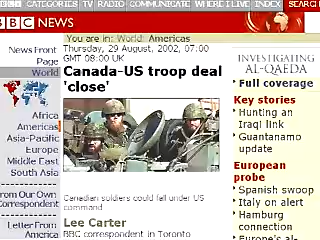 BBC CATEGORIES TV RADIO COMMUNICATE WHERE I LIVE INDEX SEARCH
BBC NEWS
You are in: World: Americas
News Front
Page
World
Africa
Americas
Asia-Pacific
Europe
Middle East
South Asia
From Our Own
Correspondent
Letter From
America
Thursday, 29 August, 2002, 07:00
GMT 08:00 UK
Canada-US troop deal
'close'
Canadian soldiers could fall under US
command
Lee Carter
BBC correspondent in Toronto
INVESTIGATING
AL-QAEDA
Full coverage
Key stories
Hunting an
Iraqi link
Guantanamo
update
European
probe
Spanish swoop
Italy on alert
Hamburg
connection
Europe's al-